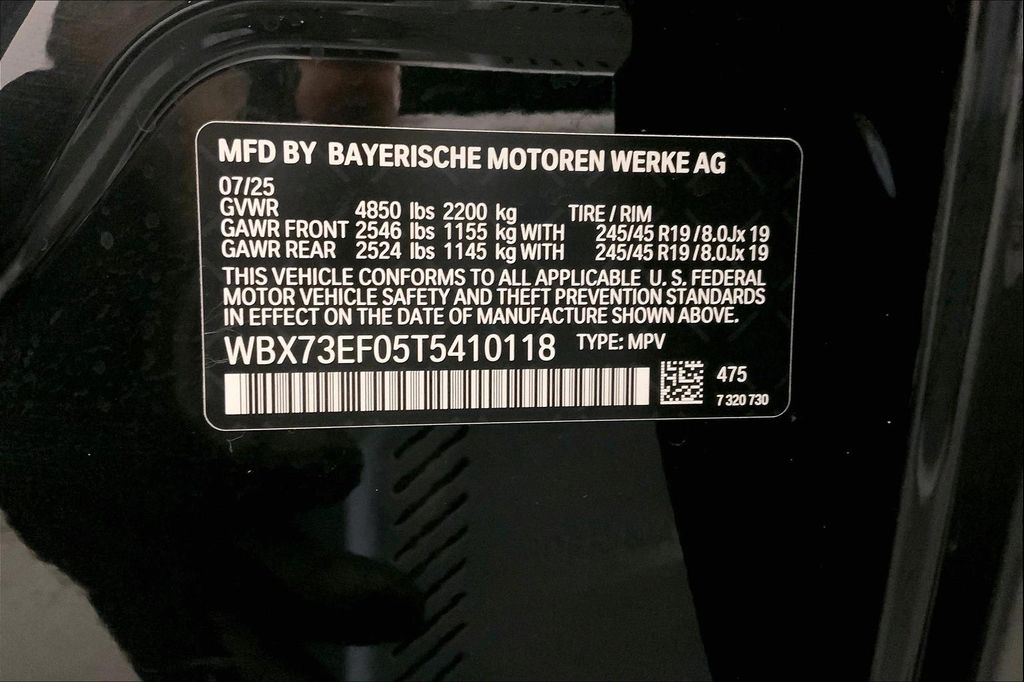 MFD BY BAYERISCHE MOTOREN WERKE AG
07/25
GVWR 4850 lbs 2200 kg TIRE / RIM
GAWR FRONT 2546 lbs 1155 kg WITH 245/45 R19 / 8.0Jx 19
GAWR REAR 2524 lbs 1145 kg WITH 245/45 R19 / 8.0Jx 19
THIS VEHICLE CONFORMS TO ALL APPLICABLE U. S. FEDERAL
MOTOR VEHICLE SAFETY AND THEFT PREVENTION STANDARDS
IN EFFECT ON THE DATE OF MANUFACTURE SHOWN ABOVE.
WBX73EF05T5410118 TYPE: MPV
475
7 320 730